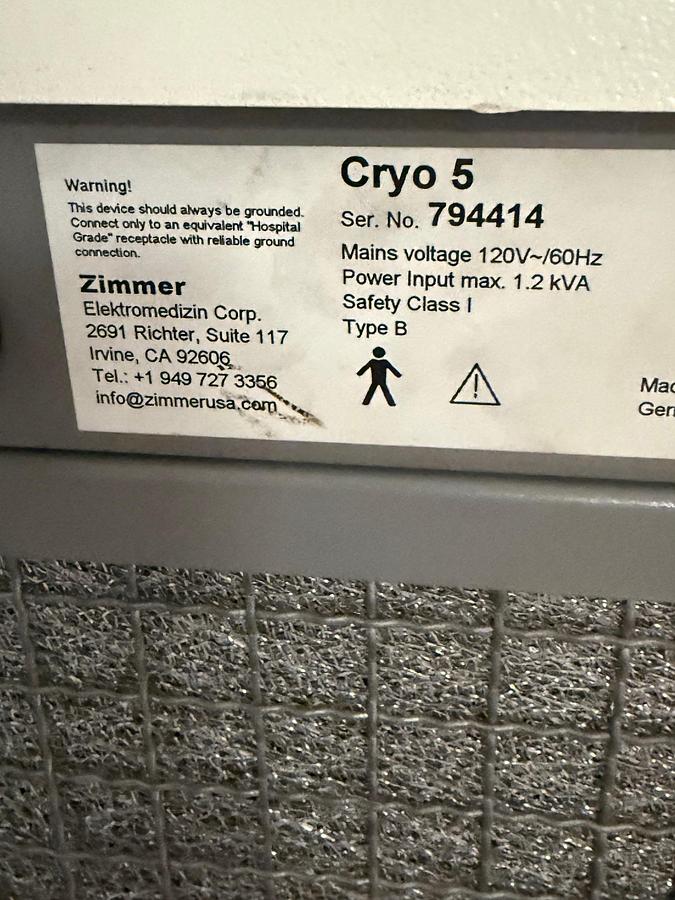 Warning!
This device should always be grounded.
Connect only to an equivalent "Hospital
Grade" receptacle with reliable ground
connection.
Zimmer
Elektromedizin Corp.
2691 Richter, Suite 117
Irvine, CA 92606
Tel.: +1 949 727 3356
info@zimmerusa.com
Cryo 5
Ser. No. 794414
Mains voltage 120V~/60Hz
Power Input max. 1.2 kVA
Safety Class I
Type B